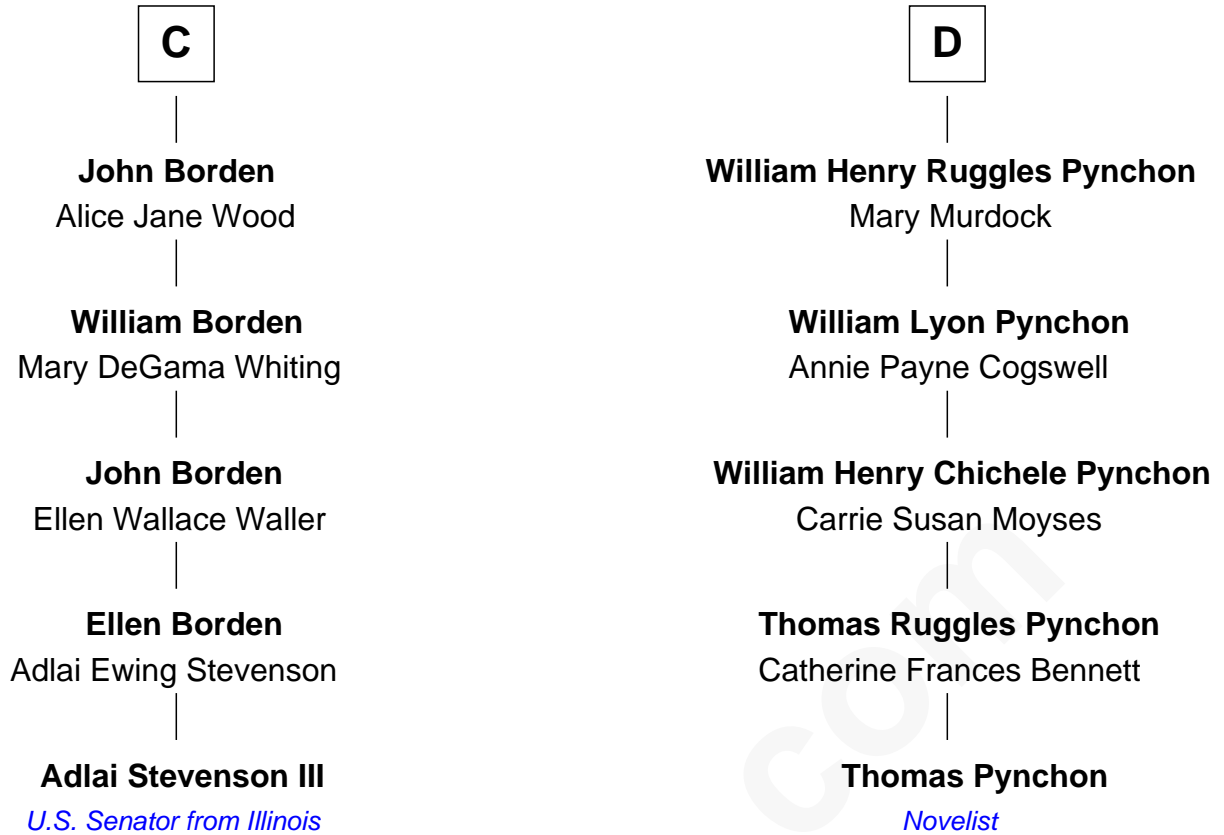 C
John Borden
Alice Jane Wood
William Borden
Mary DeGama Whiting
John Borden
Ellen Wallace Waller
Ellen Borden
Adlai Ewing Stevenson
Adlai Stevenson III
U.S. Senator from Illinois
D
William Henry Ruggles Pynchon
Mary Murdock
William Lyon Pynchon
Annie Payne Cogswell
William Henry Chichele Pynchon
Carrie Susan Moyses
Thomas Ruggles Pynchon
Catherine Frances Bennett
Thomas Pynchon
Novelist
com